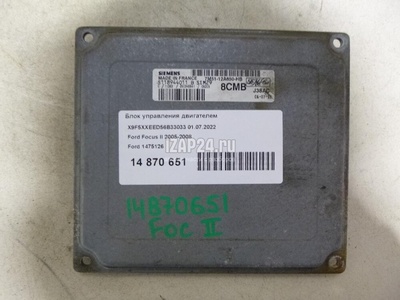 SIEMENS
MADE IN FRANCE
8CMB
Блок управления двигателем
X9F5XXEED56B33033 01.07.2022
Ford Focus II 2005-2008
Ford 1475126
14 870 651
IZAP24.ru
14870651
Foc II